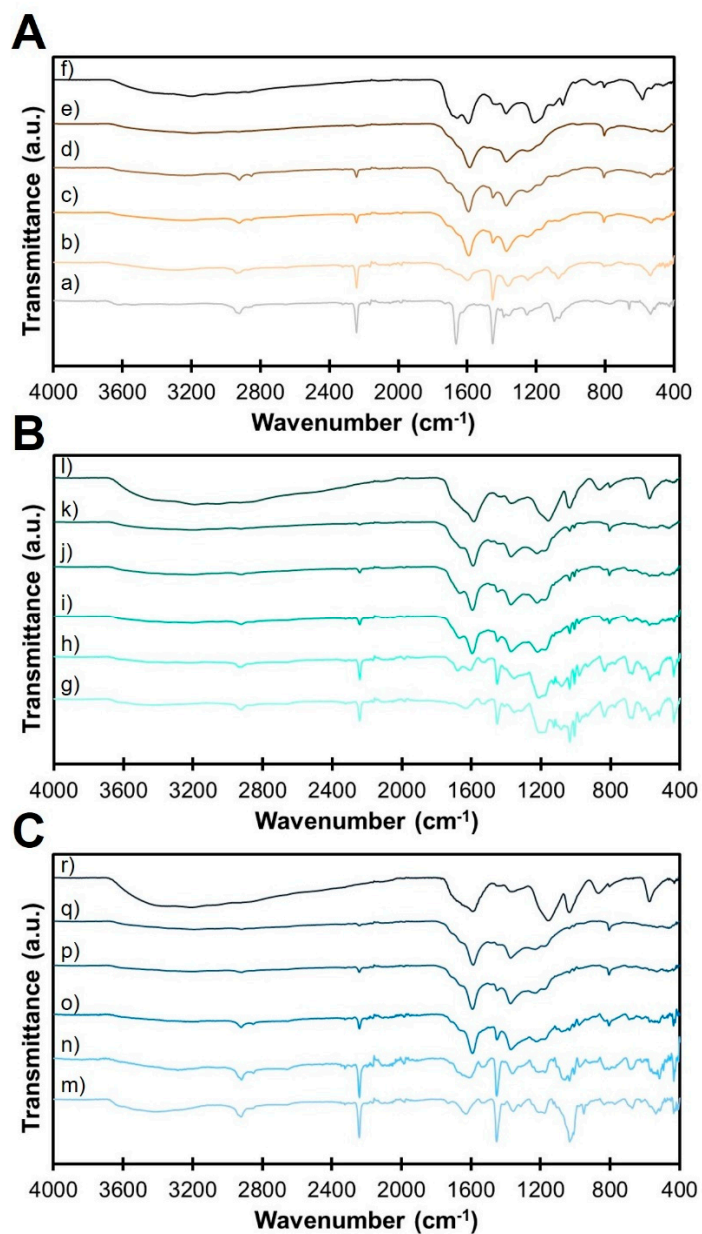 A
f)
e)
d)
c)
b)
a)
Transmittance (a.u.)
4000 3600 3200 2800 2400 2000 1600 1200 800 400
Wavenumber (cm⁻¹)
B
l)
k)
j)
i)
h)
g)
Transmittance (a.u.)
4000 3600 3200 2800 2400 2000 1600 1200 800 400
Wavenumber (cm⁻¹)
C
r)
q)
p)
o)
n)
m)
Transmittance (a.u.)
4000 3600 3200 2800 2400 2000 1600 1200 800 400
Wavenumber (cm⁻¹)